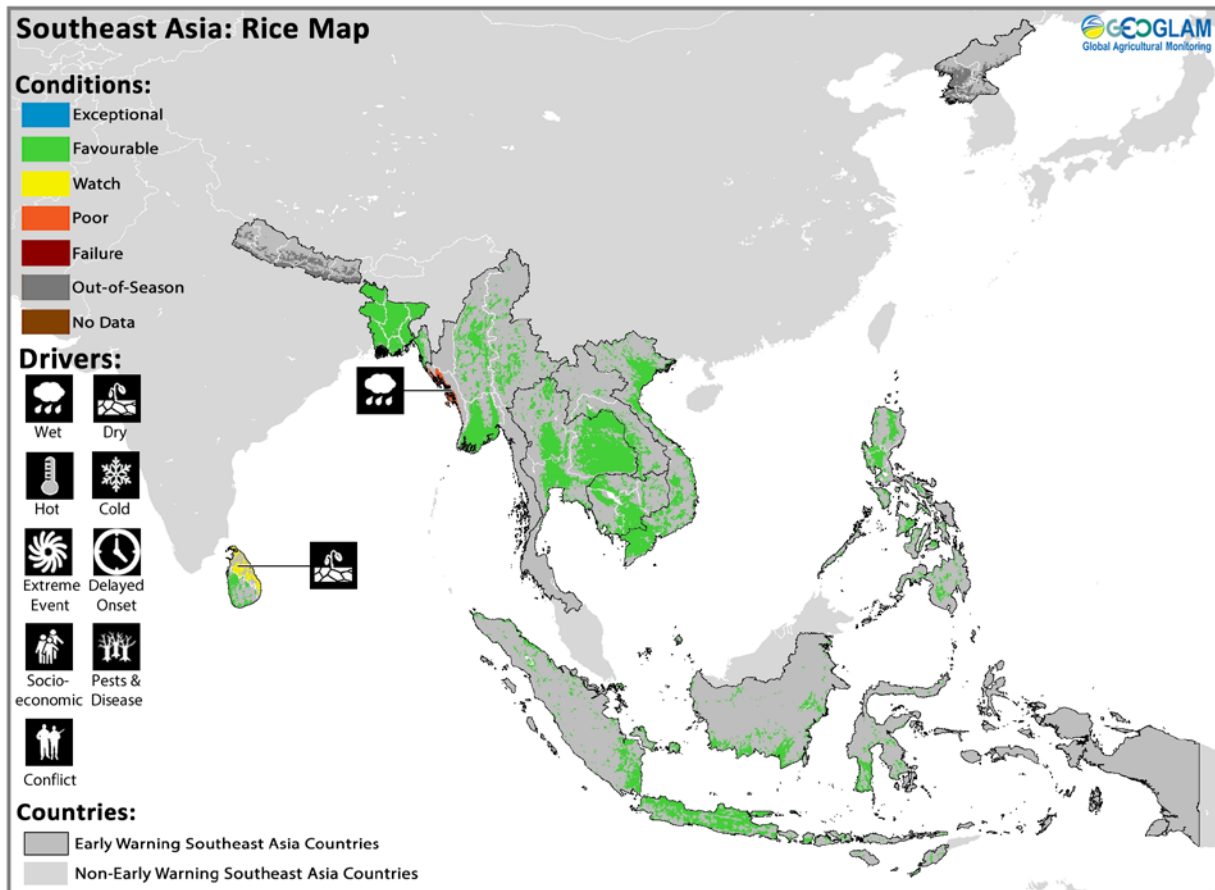 Southeast Asia: Rice Map
GEOGLAM
Global Agricultural Monitoring
Conditions:
Exceptional
Favourable
Watch
Poor
Failure
Out-of-Season
No Data
Drivers:
Wet
Dry
Hot
Cold
Extreme
Event
Delayed
Onset
Socio-
economic
Pests &
Disease
Conflict
Countries:
Early Warning Southeast Asia Countries
Non-Early Warning Southeast Asia Countries